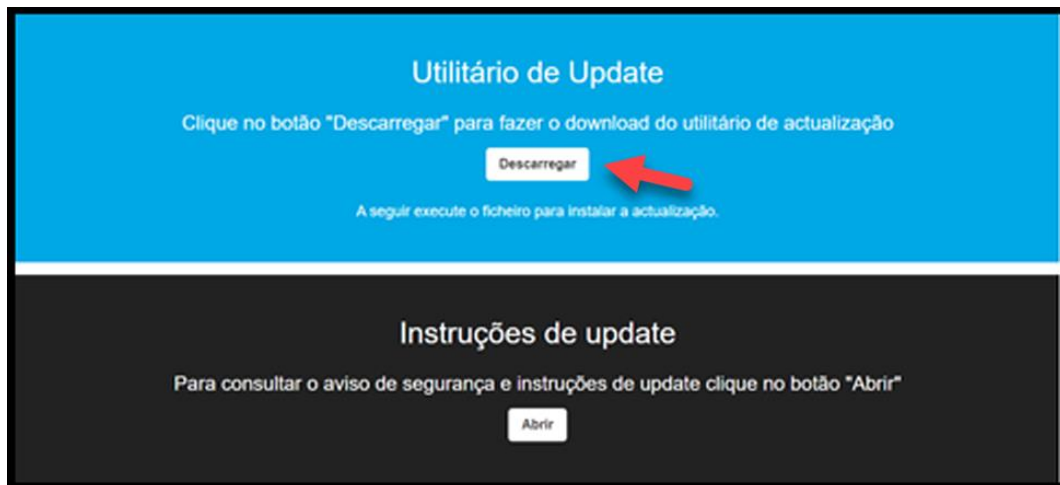 Utilitário de Update
Clique no botão "Descarregar" para fazer o download do utilitário de actualização
Descarregar
A seguir execute o ficheiro para instalar a actualização.
Instruções de update
Para consultar o aviso de segurança e instruções de update clique no botão "Abrir"
Abrir